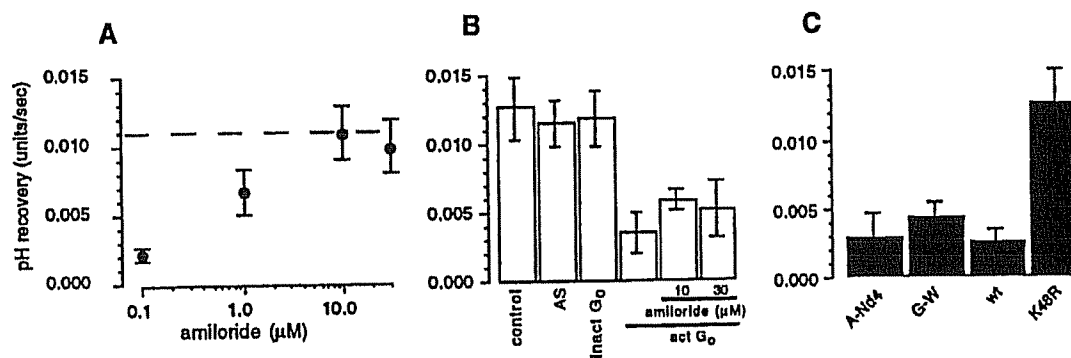 A
pH recovery (units/sec)
0.015
0.010
0.005
0.000
0.1
1.0
10.0
amiloride (µM)
B
0.015
0.010
0.005
0.000
control
AS
Inact G₀
10
30
amiloride (µM)
act G₀
C
0.015
0.010
0.005
0.000
A-Nd4
G-W
wt
K48R